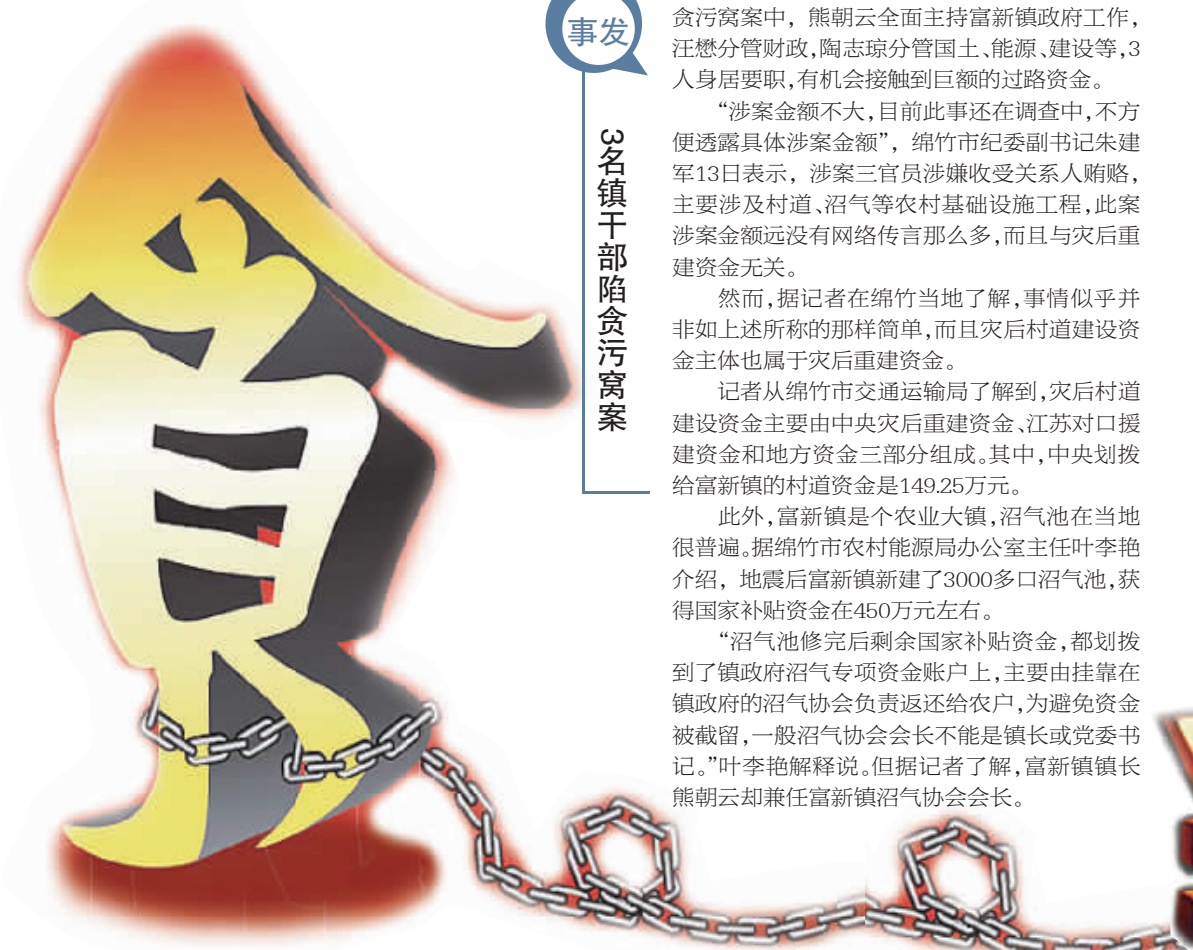 贪
事发
3名镇干部陷贪污窝案
贪污窝案中，熊朝云全面主持富新镇政府工作，
汪懋分管财政，陶志琼分管国土、能源、建设等，3
人身居要职，有机会接触到巨额的过路资金。
“涉案金额不大，目前此事还在调查中，不方
便透露具体涉案金额”，绵竹市纪委副书记朱建
军13日表示，涉案三官员涉嫌收受关系人贿赂，
主要涉及村道、沼气等农村基础设施工程，此案
涉案金额远没有网络传言那么多，而且与灾后重
建资金无关。
然而，据记者在绵竹当地了解，事情似乎并
非如上述所称的那样简单，而且灾后村道建设资
金主体也属于灾后重建资金。
记者从绵竹市交通运输局了解到，灾后村道
建设资金主要由中央灾后重建资金、江苏对口援
建资金和地方资金三部分组成。其中，中央划拨
给富新镇的村道资金是149.25万元。
此外，富新镇是个农业大镇，沼气池在当地
很普遍。据绵竹市农村能源局办公室主任叶李艳
介绍，地震后富新镇新建了3000多口沼气池，获
得国家补贴资金在450万元左右。
“沼气池修完后剩余国家补贴资金，都划拨
到了镇政府沼气专项资金账户上，主要由挂靠在
镇政府的沼气协会负责返还给农户，为避免资金
被截留，一般沼气协会会长不能是镇长或党委书
记。”叶李艳解释说。但据记者了解，富新镇镇长
熊朝云却兼任富新镇沼气协会会长。